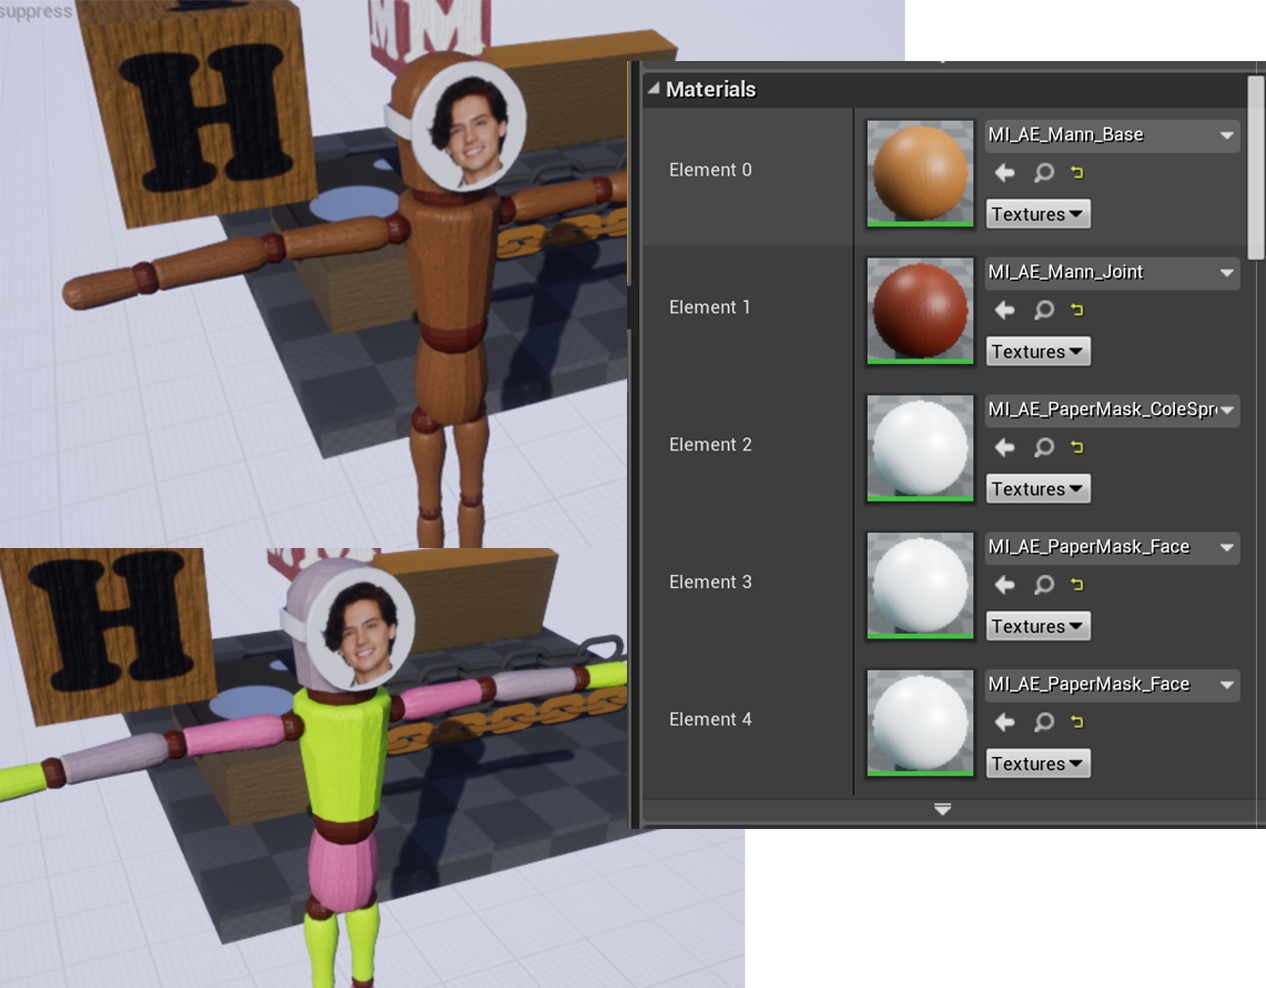 suppress
H
M M
H
Materials
Element 0
MI_AE_Mann_Base
Textures
Element 1
MI_AE_Mann_Joint
Textures
Element 2
MI_AE_PaperMask_ColeSpr
Textures
Element 3
MI_AE_PaperMask_Face
Textures
Element 4
MI_AE_PaperMask_Face
Textures